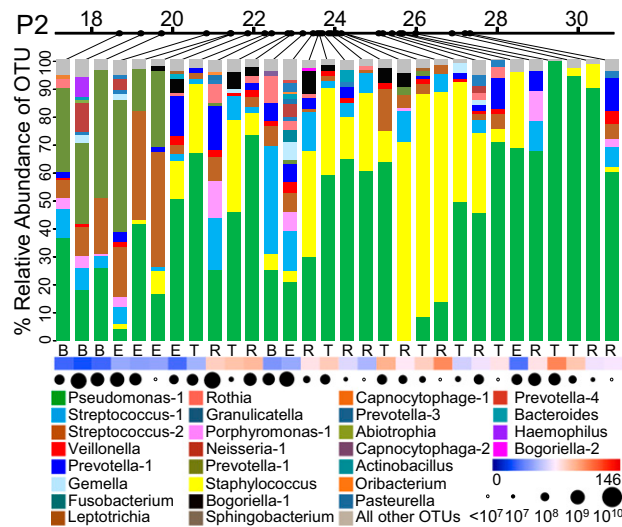 P2
18 20 22 24 26 28 30
% Relative Abundance of OTU
100
90
80
70
60
50
40
30
20
10
0
B B B E E E E T R T R B E R T R R T R T R T R T E R T T R R
Pseudomonas-1 Rothia Capnocytophage-1 Prevotella-4
Streptococcus-1 Granulicatella Prevotella-3 Bacteroides
Streptococcus-2 Porphyromonas-1 Abiotrophia Haemophilus
Veillonella Neisseria-1 Capnocytophaga-2 Bogoriella-2
Prevotella-1 Prevotella-1 Actinobacillus
Gemella Staphylococcus Oribacterium 0 146
Fusobacterium Bogoriella-1 Pasteurella
Leptotrichia Sphingobacterium All other OTUs <10⁷ 10⁷ 10⁸ 10⁹ 10¹⁰